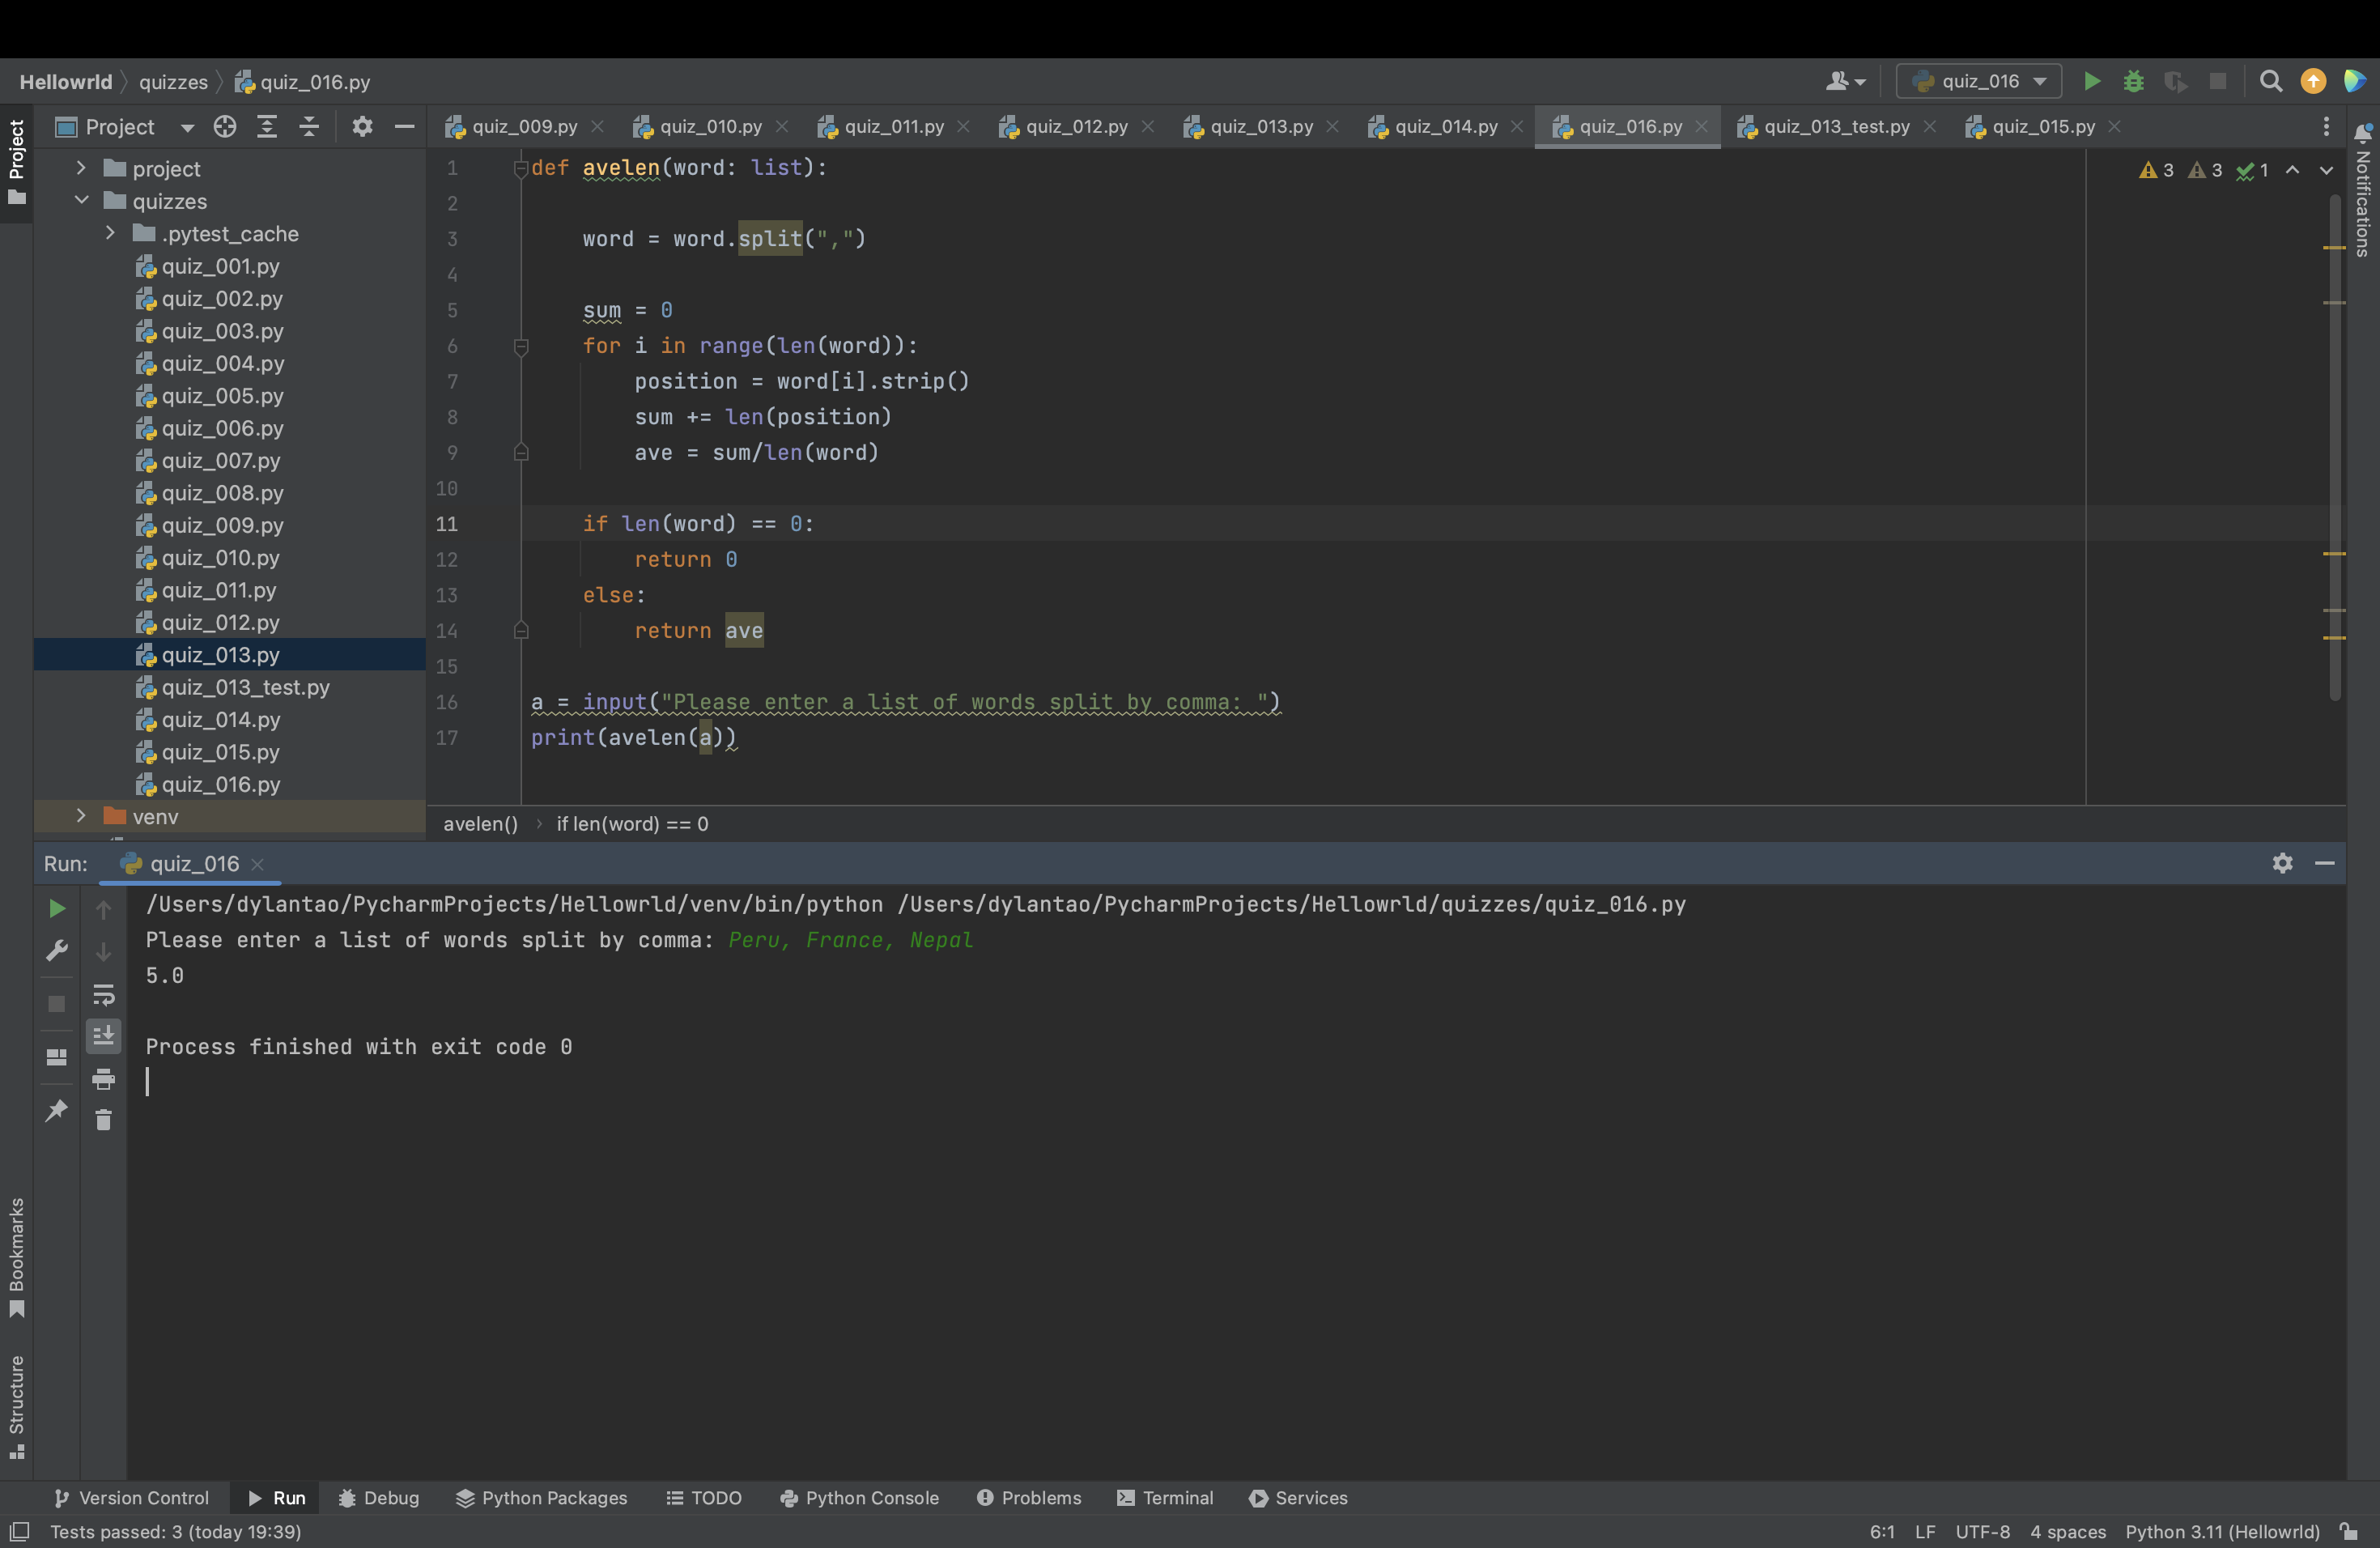 Hellowrld quizzes quiz_016.py quiz_016
Project
Project quiz_009.py quiz_010.py quiz_011.py quiz_012.py quiz_013.py quiz_014.py quiz_016.py quiz_013_test.py quiz_015.py
Notifications
project
quizzes
.pytest_cache
quiz_001.py
quiz_002.py
quiz_003.py
quiz_004.py
quiz_005.py
quiz_006.py
quiz_007.py
quiz_008.py
quiz_009.py
quiz_010.py
quiz_011.py
quiz_012.py
quiz_013.py
quiz_013_test.py
quiz_014.py
quiz_015.py
quiz_016.py
venv
3 3 1
1 def avelen(word: list):
2
3 word = word.split(",")
4
5 sum = 0
6 for i in range(len(word)):
7 position = word[i].strip()
8 sum += len(position)
9 ave = sum/len(word)
10
11 if len(word) == 0:
12 return 0
13 else:
14 return ave
15
16 a = input("Please enter a list of words split by comma: ")
17 print(avelen(a))
avelen() if len(word) == 0
Run: quiz_016
/Users/dylantao/PycharmProjects/Hellowrld/venv/bin/python /Users/dylantao/PycharmProjects/Hellowrld/quizzes/quiz_016.py
Please enter a list of words split by comma: Peru, France, Nepal
5.0
Process finished with exit code 0
Bookmarks
Structure
Version Control Run Debug Python Packages TODO Python Console Problems Terminal Services
Tests passed: 3 (today 19:39) 6:1 LF UTF-8 4 spaces Python 3.11 (Hellowrld)